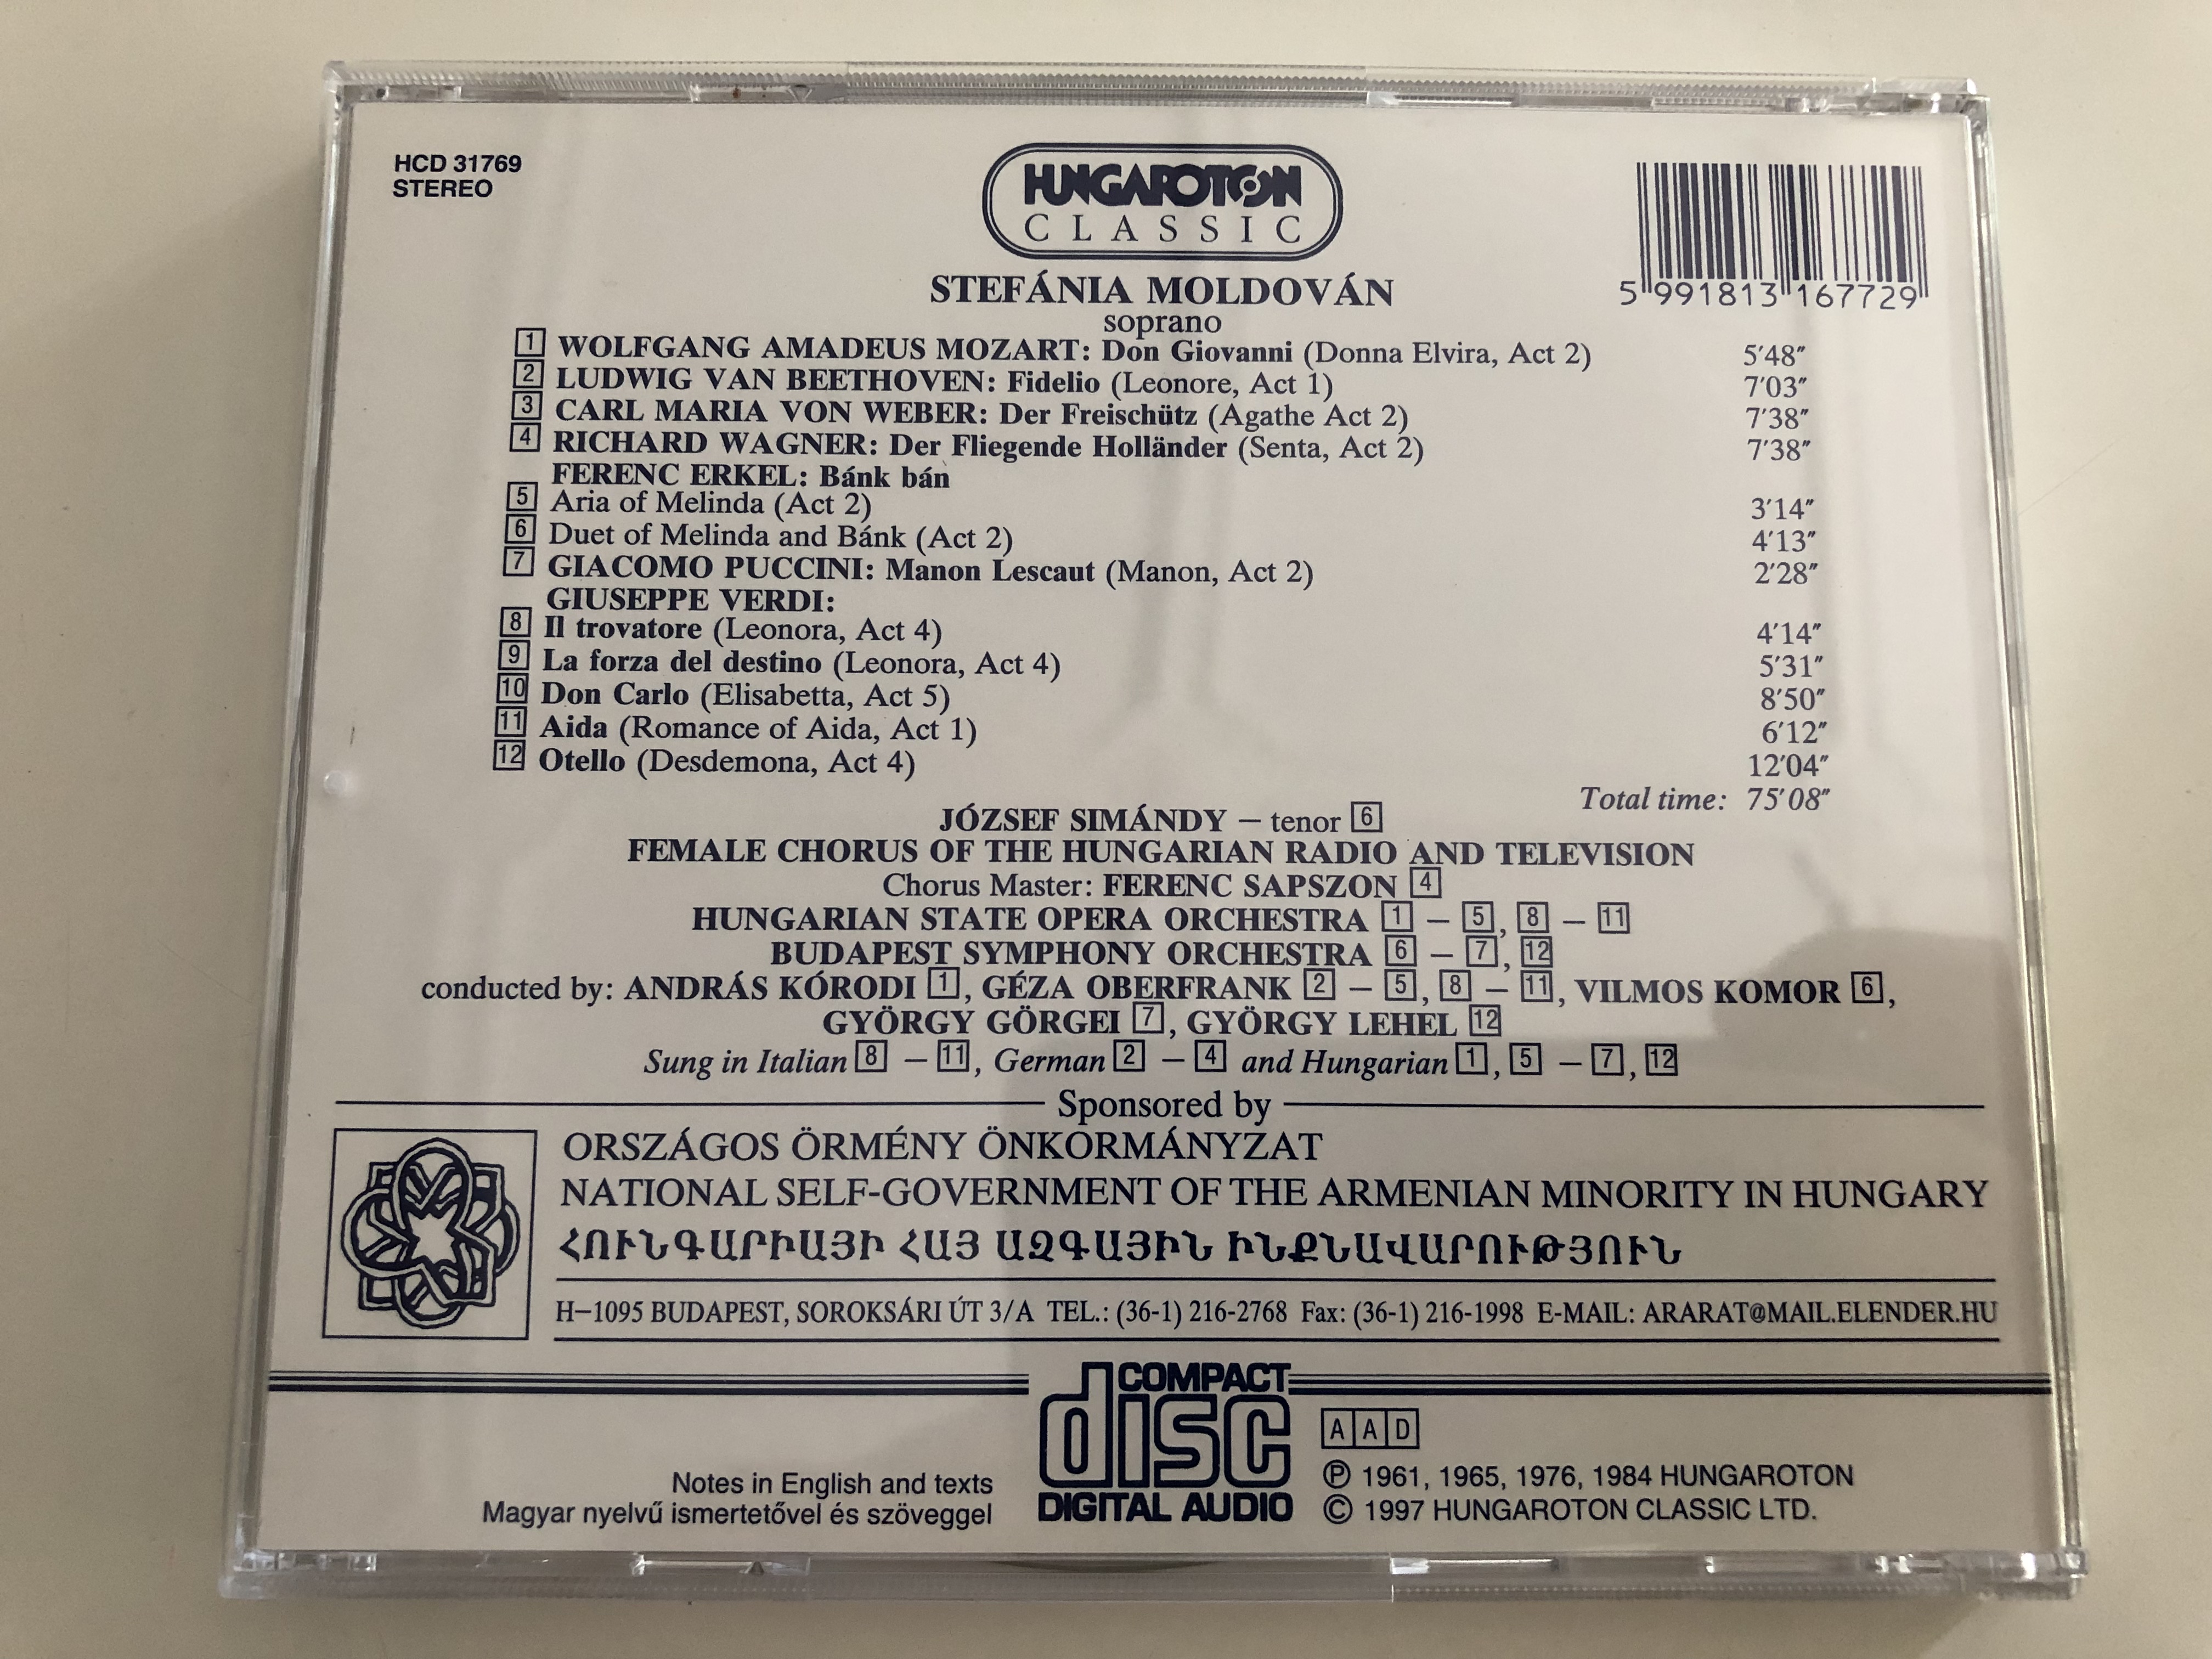 HCD 31769
STEREO
HUNGAROTON
CLASSIC
5 991813 167729
STEFÁNIA MOLDOVÁN
soprano
1 WOLFGANG AMADEUS MOZART: Don Giovanni (Donna Elvira, Act 2) 5′48″
2 LUDWIG VAN BEETHOVEN: Fidelio (Leonore, Act 1) 7′03″
3 CARL MARIA VON WEBER: Der Freischütz (Agathe Act 2) 7′38″
4 RICHARD WAGNER: Der Fliegende Holländer (Senta, Act 2) 7′38″
FERENC ERKEL: Bánk bán
5 Aria of Melinda (Act 2) 3′14″
6 Duet of Melinda and Bánk (Act 2) 4′13″
7 GIACOMO PUCCINI: Manon Lescaut (Manon, Act 2) 2′28″
GIUSEPPE VERDI:
8 Il trovatore (Leonora, Act 4) 4′14″
9 La forza del destino (Leonora, Act 4) 5′31″
10 Don Carlo (Elisabetta, Act 5) 8′50″
11 Aida (Romance of Aida, Act 1) 6′12″
12 Otello (Desdemona, Act 4) 12′04″
Total time: 75′08″
JÓZSEF SIMÁNDY – tenor 6
FEMALE CHORUS OF THE HUNGARIAN RADIO AND TELEVISION
Chorus Master: FERENC SAPSZON 4
HUNGARIAN STATE OPERA ORCHESTRA 1 – 5, 8 – 11
BUDAPEST SYMPHONY ORCHESTRA 6 – 7, 12
conducted by: ANDRÁS KÓRODI 1, GÉZA OBERFRANK 2 – 5, 8 – 11, VILMOS KOMOR 6,
GYÖRGY GÖRGEI 7, GYÖRGY LEHEL 12
Sung in Italian 8 – 11, German 2 – 4 and Hungarian 1, 5 – 7, 12
Sponsored by
ORSZÁGOS ÖRMÉNY ÖNKORMÁNYZAT
NATIONAL SELF-GOVERNMENT OF THE ARMENIAN MINORITY IN HUNGARY
ՀՈՒՆԳԱՐԻԱՅԻ ՀԱՅ ԱԶԳԱՅԻՆ ԻՆՔՆԱՎԱՐՈՒԹՅՈՒՆ
H–1095 BUDAPEST, SOROKSÁRI ÚT 3/A TEL.: (36-1) 216-2768 Fax: (36-1) 216-1998 E-MAIL: ARARAT@MAIL.ELENDER.HU
COMPACT
disc
DIGITAL AUDIO
AAD
Notes in English and texts
Magyar nyelvű ismertetővel és szöveggel
Ⓟ 1961, 1965, 1976, 1984 HUNGAROTON
© 1997 HUNGAROTON CLASSIC LTD.